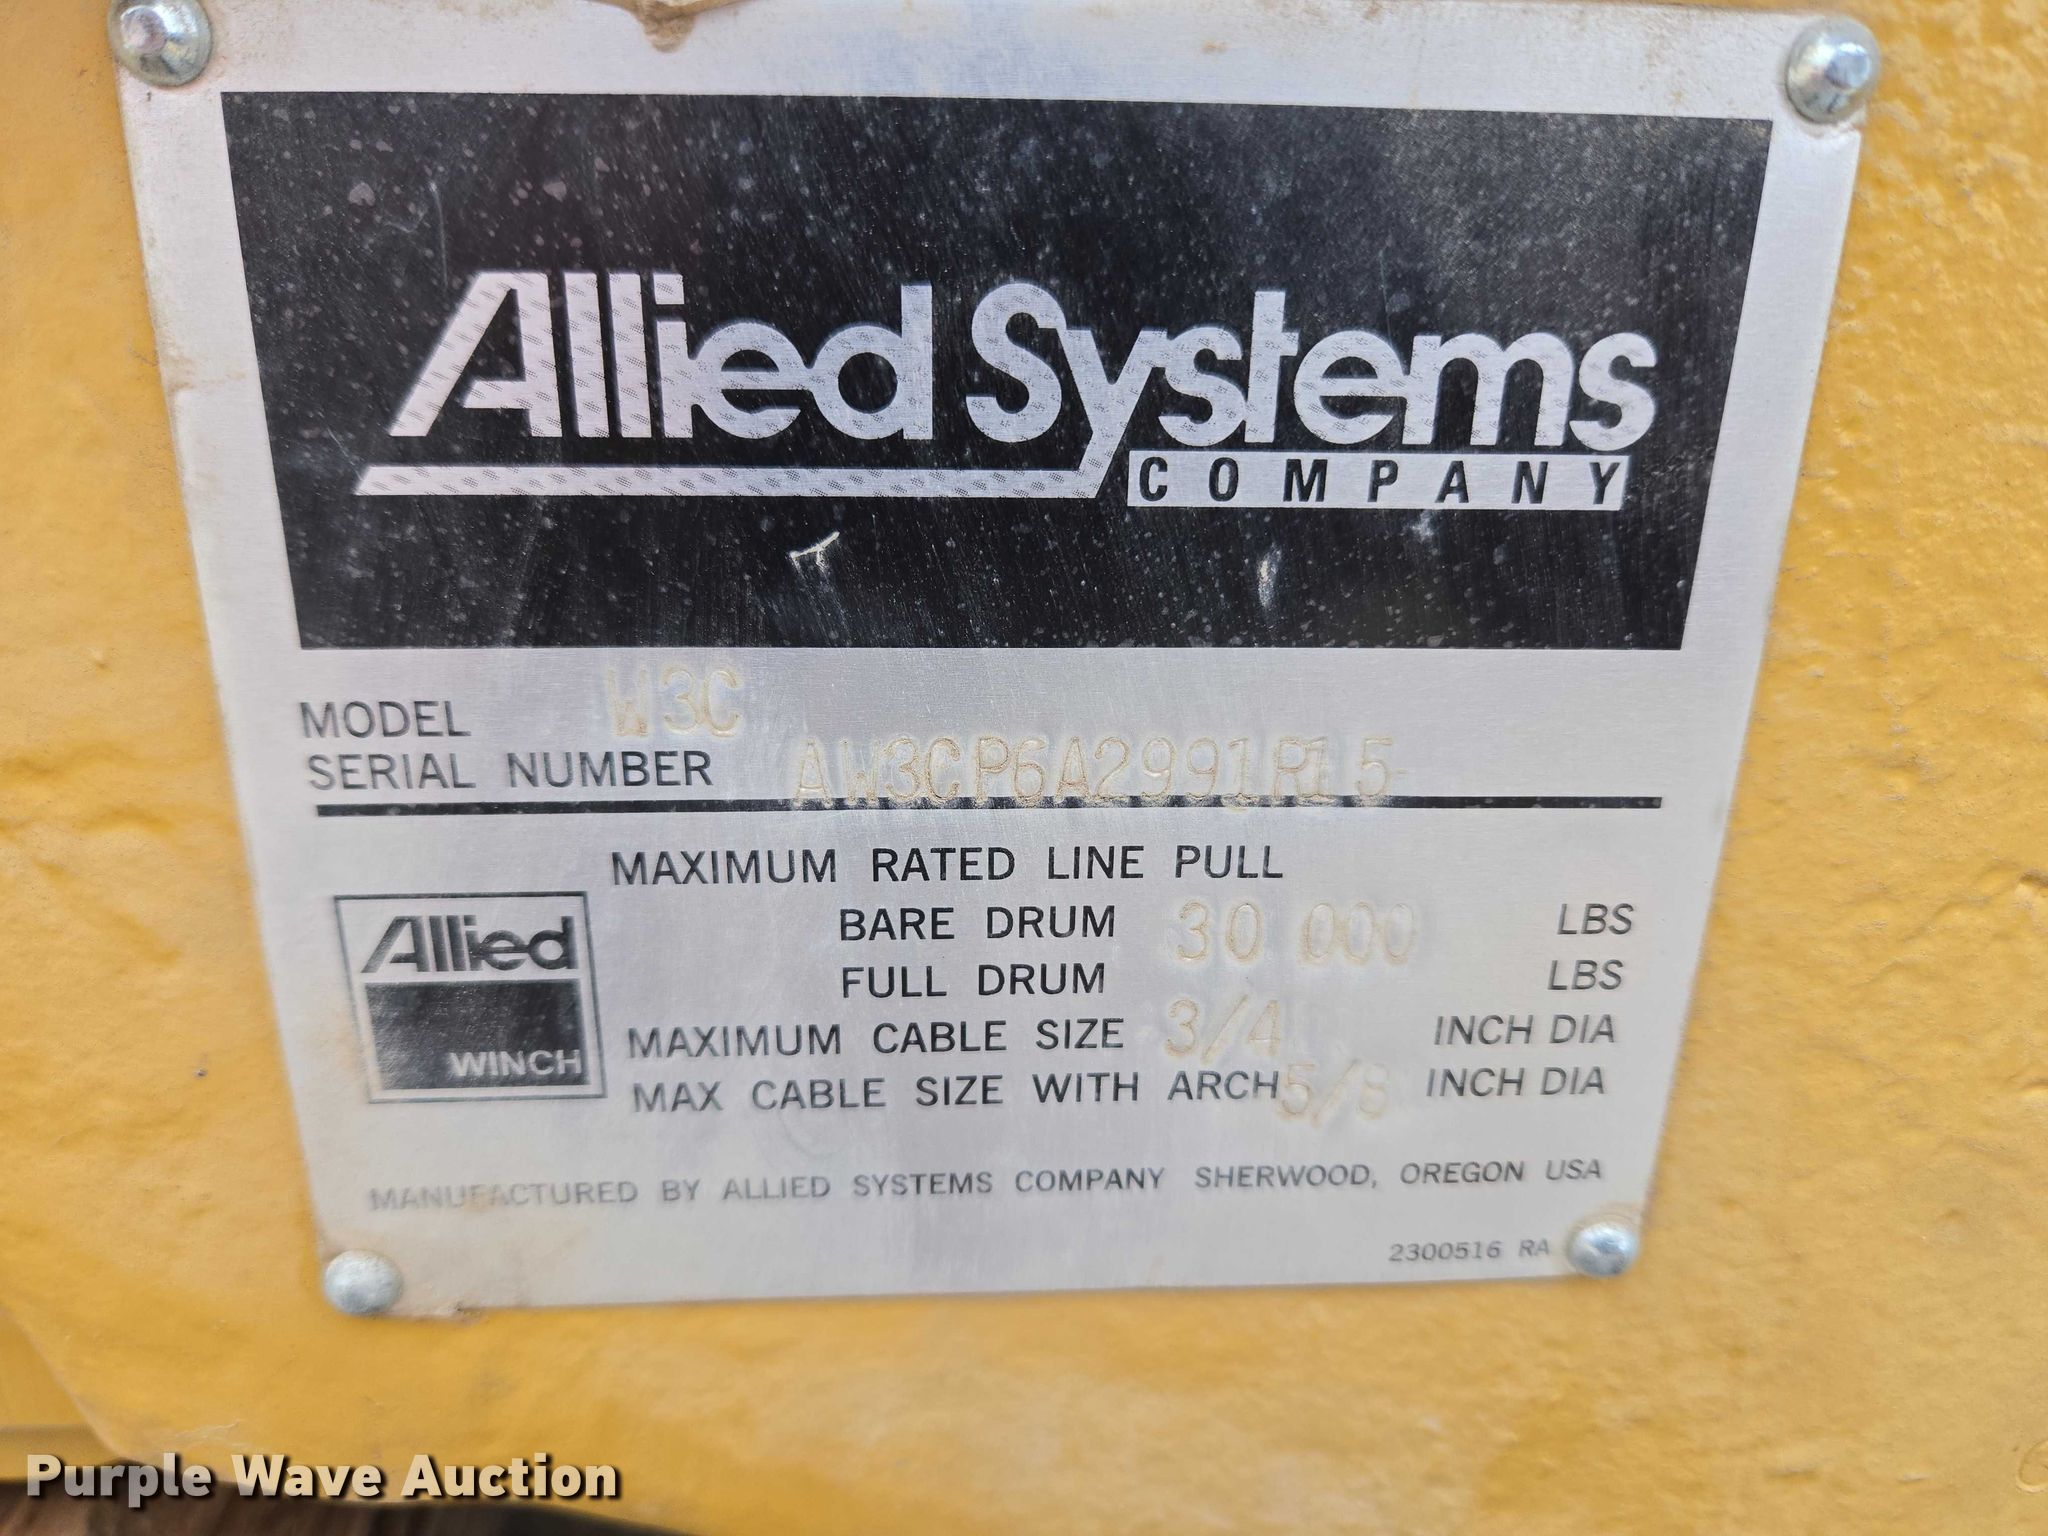 Allied Systems
COMPANY
MODEL W3C
SERIAL NUMBER AW3CP6A2991R15
MAXIMUM RATED LINE PULL
BARE DRUM 30 000 LBS
FULL DRUM LBS
MAXIMUM CABLE SIZE 3/4 INCH DIA
MAX CABLE SIZE WITH ARCH 5/8 INCH DIA
Allied
WINCH
MANUFACTURED BY ALLIED SYSTEMS COMPANY SHERWOOD, OREGON USA
2300516 RA
Purple Wave Auction